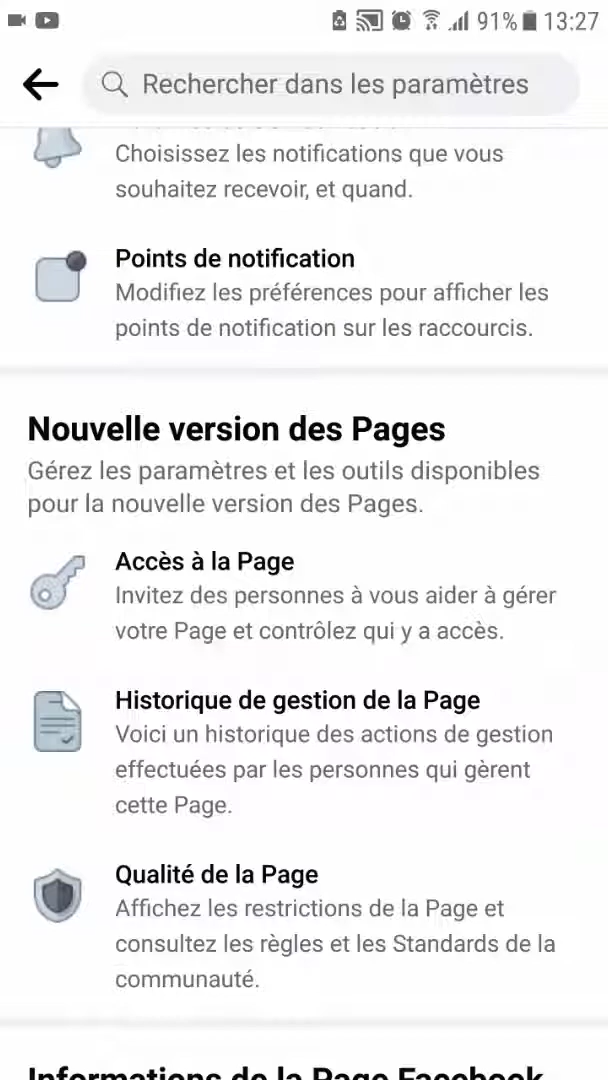 91% 13:27
Rechercher dans les paramètres
Choisissez les notifications que vous
souhaitez recevoir, et quand.
Points de notification
Modifiez les préférences pour afficher les
points de notification sur les raccourcis.
Nouvelle version des Pages
Gérez les paramètres et les outils disponibles
pour la nouvelle version des Pages.
Accès à la Page
Invitez des personnes à vous aider à gérer
votre Page et contrôlez qui y a accès.
Historique de gestion de la Page
Voici un historique des actions de gestion
effectuées par les personnes qui gèrent
cette Page.
Qualité de la Page
Affichez les restrictions de la Page et
consultez les règles et les Standards de la
communauté.
Informations de la Page Facebook